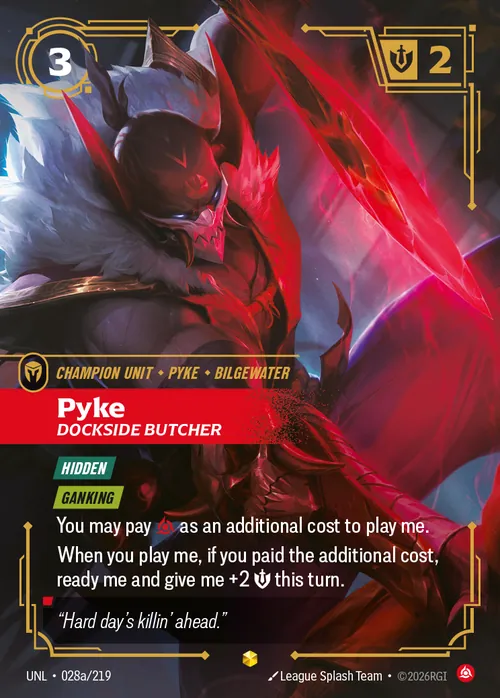 3
2
CHAMPION UNIT • PYKE • BILGEWATER
Pyke
DOCKSIDE BUTCHER
HIDDEN
GANKING
You may pay as an additional cost to play me.
When you play me, if you paid the additional cost,
ready me and give me +2 this turn.
“Hard day’s killin’ ahead.”
UNL • 028a/219
League Splash Team • ©2026RGI